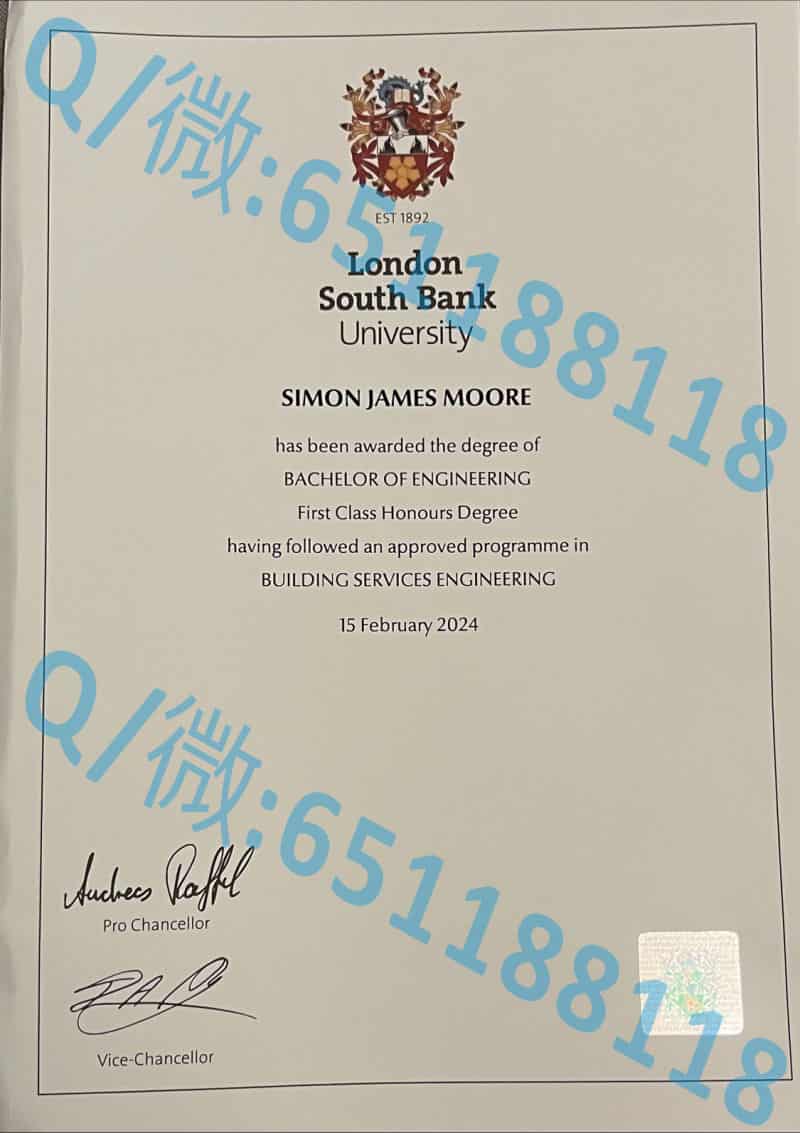 Q/微:651188118
EST 1892
London
South Bank
University
SIMON JAMES MOORE
has been awarded the degree of
BACHELOR OF ENGINEERING
First Class Honours Degree
having followed an approved programme in
BUILDING SERVICES ENGINEERING
15 February 2024
Q/微:651188118
Pro Chancellor
Vice-Chancellor